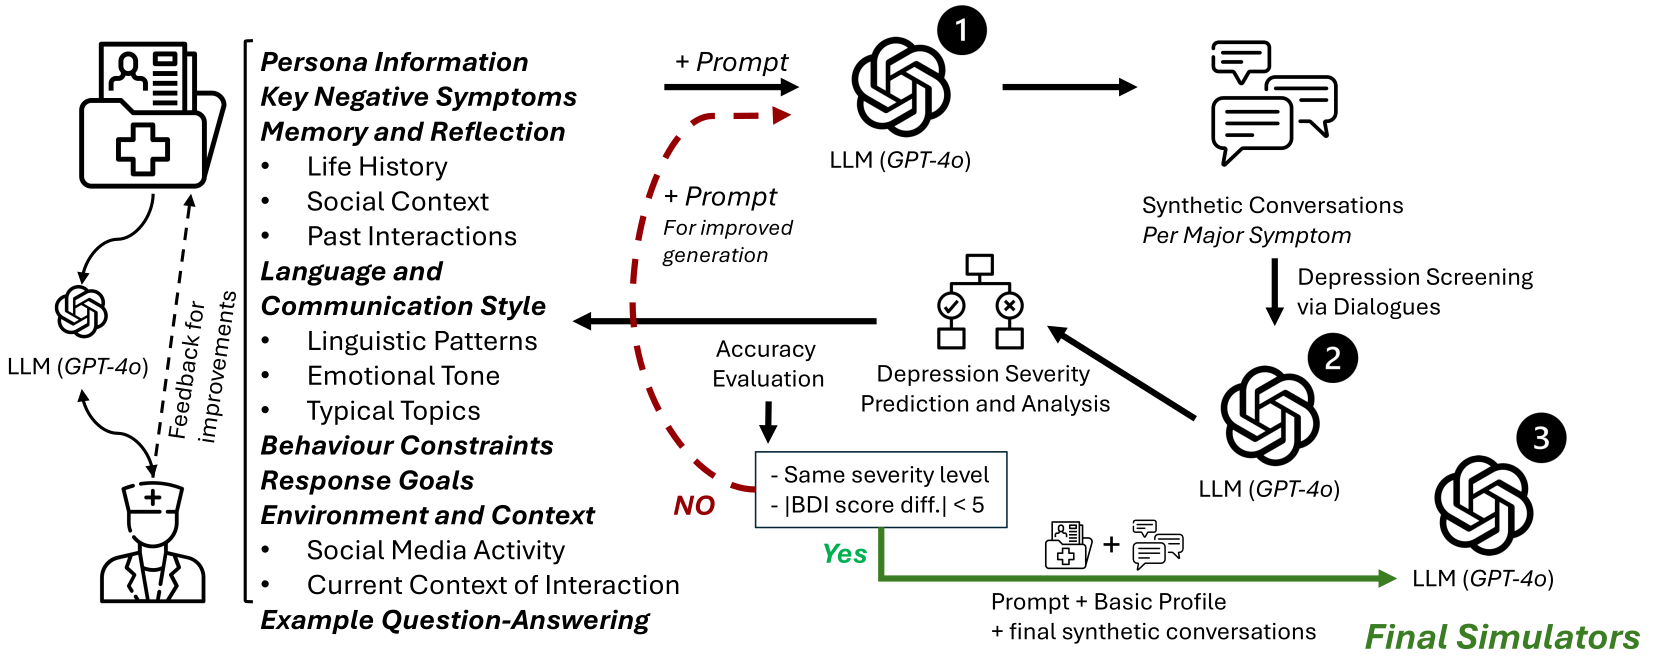 Persona Information
Key Negative Symptoms
Memory and Reflection
• Life History
• Social Context
• Past Interactions
Language and
Communication Style
• Linguistic Patterns
• Emotional Tone
• Typical Topics
Behaviour Constraints
Response Goals
Environment and Context
• Social Media Activity
• Current Context of Interaction
Example Question-Answering
LLM (GPT-4o)
Feedback for
improvements
+ Prompt
1
LLM (GPT-4o)
+ Prompt
For improved
generation
Synthetic Conversations
Per Major Symptom
Depression Screening
via Dialogues
2
LLM (GPT-4o)
Depression Severity
Prediction and Analysis
Accuracy
Evaluation
- Same severity level
- |BDI score diff.| < 5
NO
Yes
+
Prompt + Basic Profile
+ final synthetic conversations
3
LLM (GPT-4o)
Final Simulators